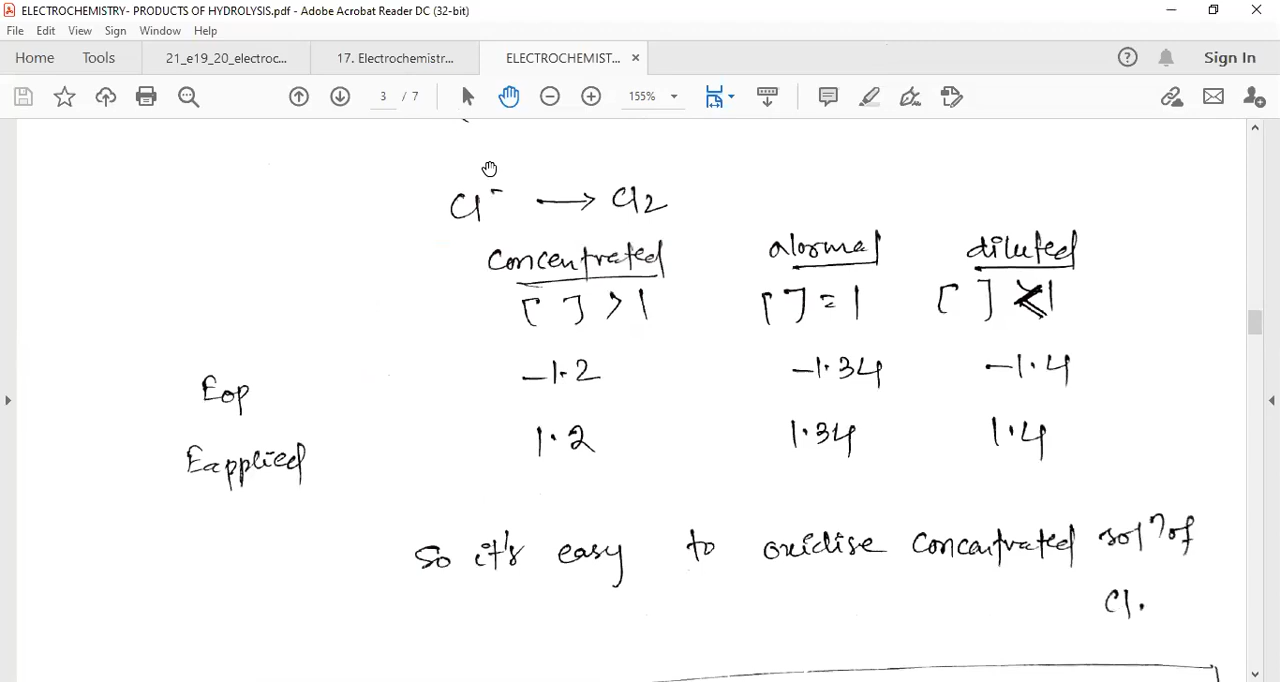 ELECTROCHEMISTRY- PRODUCTS OF HYDROLYSIS.pdf - Adobe Acrobat Reader DC (32-bit)
File Edit View Sign Window Help
Home Tools 21_e19_20_electroc... 17. Electrochemistr... ELECTROCHEMIST... × Sign In
3 / 7 155%
Cl⁻ → Cl2
Concentrated Normal diluted
[ ] > 1 [ ] = 1 [ ] < 1
Eop -1.2 -1.34 -1.4
Eapplied 1.2 1.34 1.4
So it's easy to oxidise Concentrated solⁿ of
Cl.